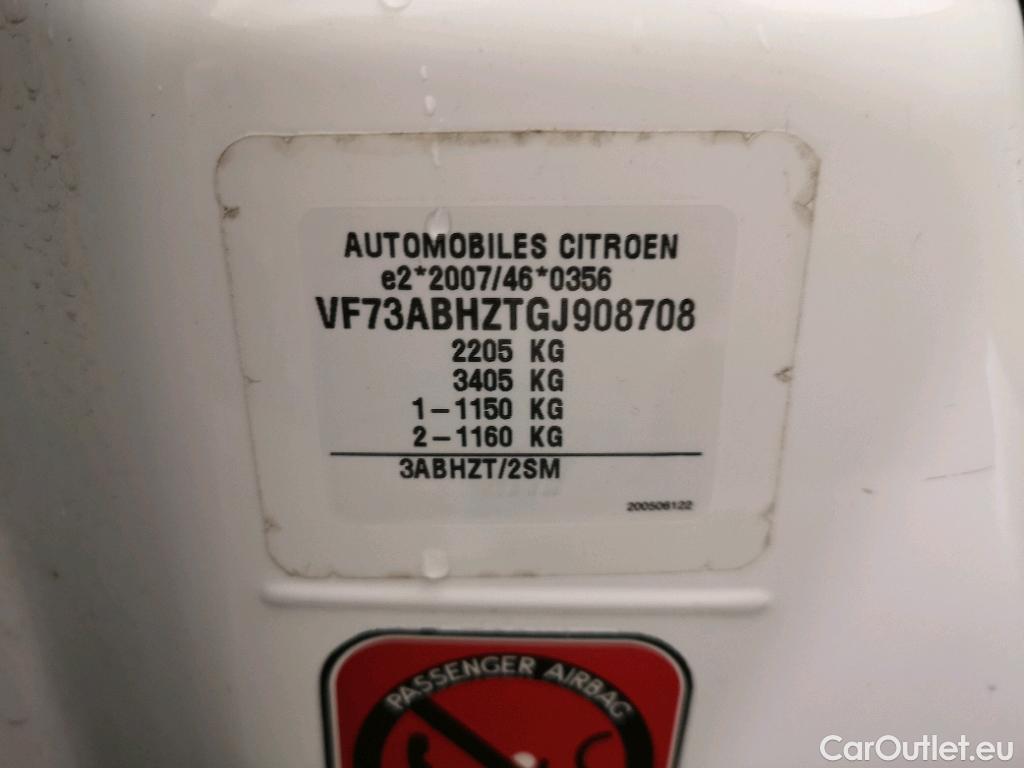 AUTOMOBILES CITROEN
e2*2007/46*0356
VF73ABHZTGJ908708
2205 KG
3405 KG
1-1150 KG
2-1160 KG
3ABHZT/2SM
200506122
PASSENGER AIRBAG
CarOutlet.eu